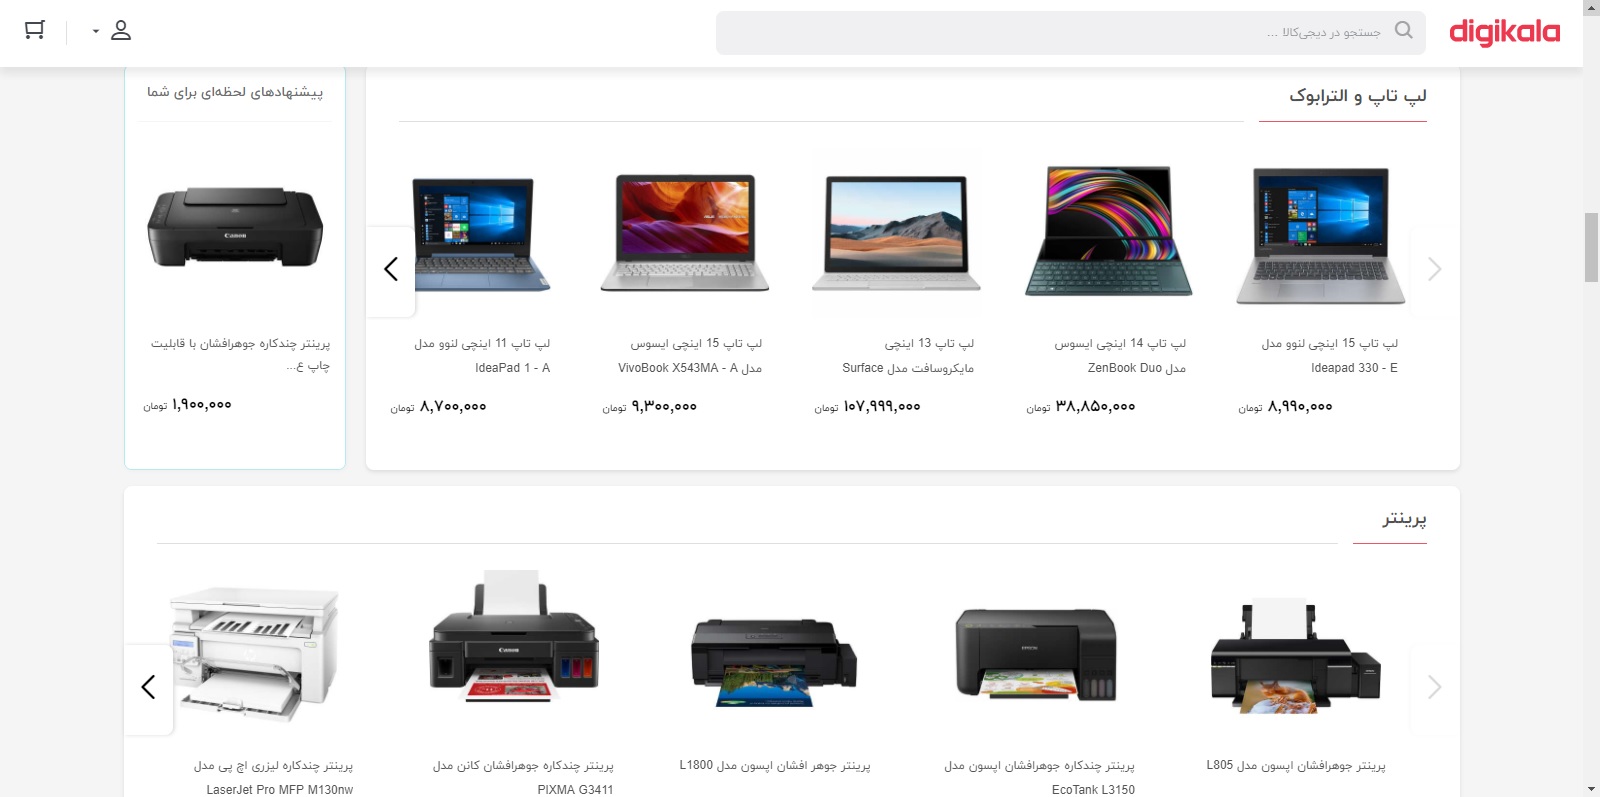 digikala
جستجو در دیجی‌کالا ...
لپ تاپ و الترابوک
لپ تاپ 15 اینچی لنوو مدل
Ideapad 330 - E
۸,۹۹۰,۰۰۰ تومان
لپ تاپ 14 اینچی ایسوس
مدل ZenBook Duo
۳۸,۸۵۰,۰۰۰ تومان
لپ تاپ 13 اینچی
مایکروسافت مدل Surface
۱۰۷,۹۹۹,۰۰۰ تومان
لپ تاپ 15 اینچی ایسوس
مدل VivoBook X543MA - A
۹,۳۰۰,۰۰۰ تومان
لپ تاپ 11 اینچی لنوو مدل
IdeaPad 1 - A
۸,۷۰۰,۰۰۰ تومان
پیشنهادهای لحظه‌ای برای شما
Canon
پرینتر چندکاره جوهرافشان با قابلیت
چاپ ع...
۱,۹۰۰,۰۰۰ تومان
پرینتر
پرینتر جوهرافشان اپسون مدل L805
EPSON
پرینتر چندکاره جوهرافشان اپسون مدل
EcoTank L3150
پرینتر جوهر افشان اپسون مدل L1800
Canon
پرینتر چندکاره جوهرافشان کانن مدل
PIXMA G3411
پرینتر چندکاره لیزری اچ پی مدل
LaserJet Pro MFP M130nw